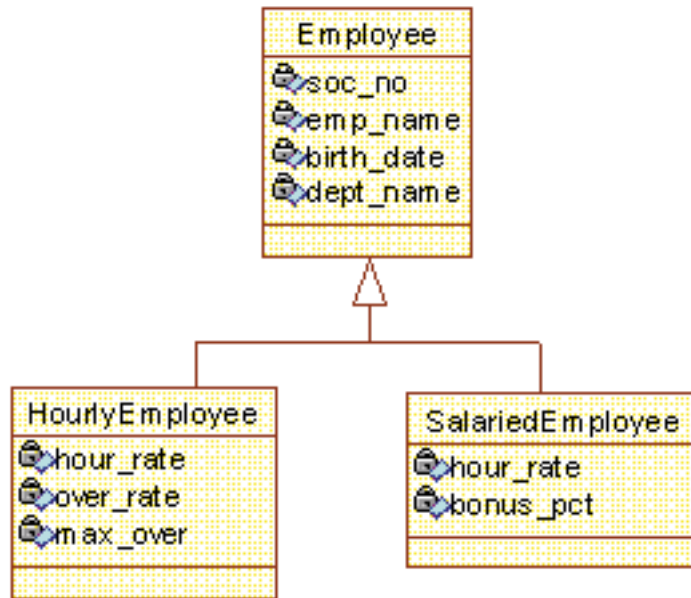 Employee
soc_no
emp_name
birth_date
dept_name
HourlyEmployee
hour_rate
over_rate
max_over
SalariedEmployee
hour_rate
bonus_pct